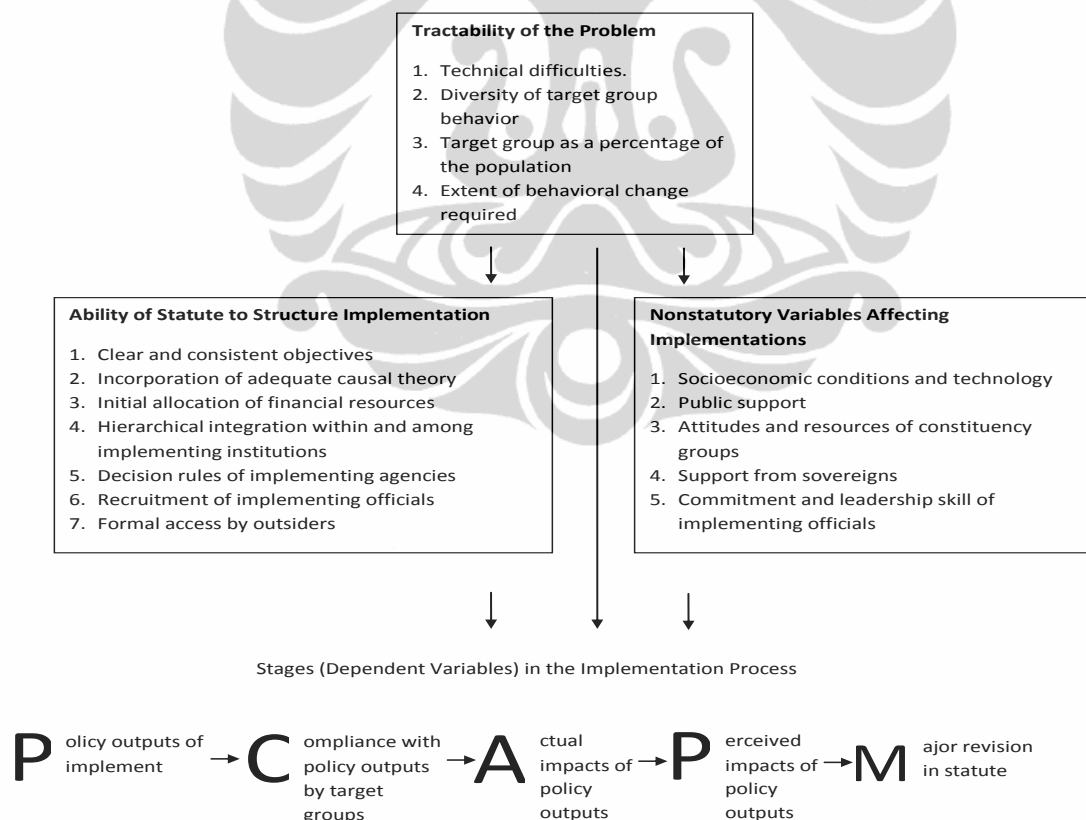 Tractability of the Problem
1. Technical difficulties.
2. Diversity of target group
behavior
3. Target group as a percentage of
the population
4. Extent of behavioral change
required
Ability of Statute to Structure Implementation
1. Clear and consistent objectives
2. Incorporation of adequate causal theory
3. Initial allocation of financial resources
4. Hierarchical integration within and among
implementing institutions
5. Decision rules of implementing agencies
6. Recruitment of implementing officials
7. Formal access by outsiders
Nonstatutory Variables Affecting
Implementations
1. Socioeconomic conditions and technology
2. Public support
3. Attitudes and resources of constituency
groups
4. Support from sovereigns
5. Commitment and leadership skill of
implementing officials
Stages (Dependent Variables) in the Implementation Process
Policy outputs of
implement
Compliance with
policy outputs
by target
groups
Actual
impacts of
policy
outputs
Perceived
impacts of
policy
outputs
Major revision
in statute